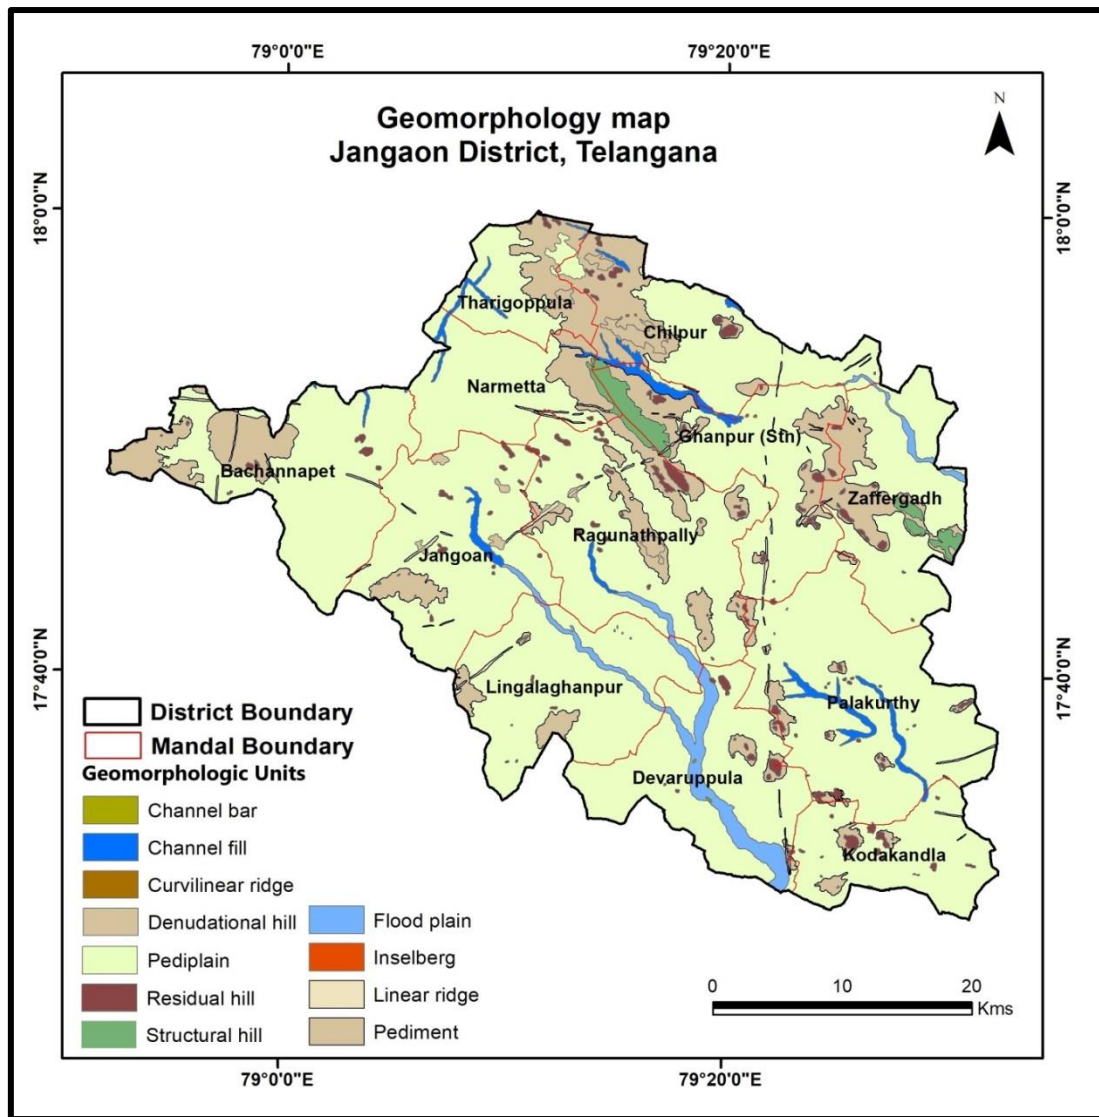 79°0'0"E
79°20'0"E
Geomorphology map
Jangaon District, Telangana
N
18°0'0"N
18°0'0"N
Tharigoppula
Chilpur
Narmetta
Ghanpur (Stn)
Bachannapet
Zaffergadh
Ragunathpally
Jangoan
17°40'0"N
17°40'0"N
Lingalaghanpur
Palakurthy
Devaruppula
Kodakandla
District Boundary
Mandal Boundary
Geomorphologic Units
Channel bar
Channel fill
Curvilinear ridge
Denudational hill
Pediplain
Residual hill
Structural hill
Flood plain
Inselberg
Linear ridge
Pediment
0 10 20
Kms
79°0'0"E
79°20'0"E